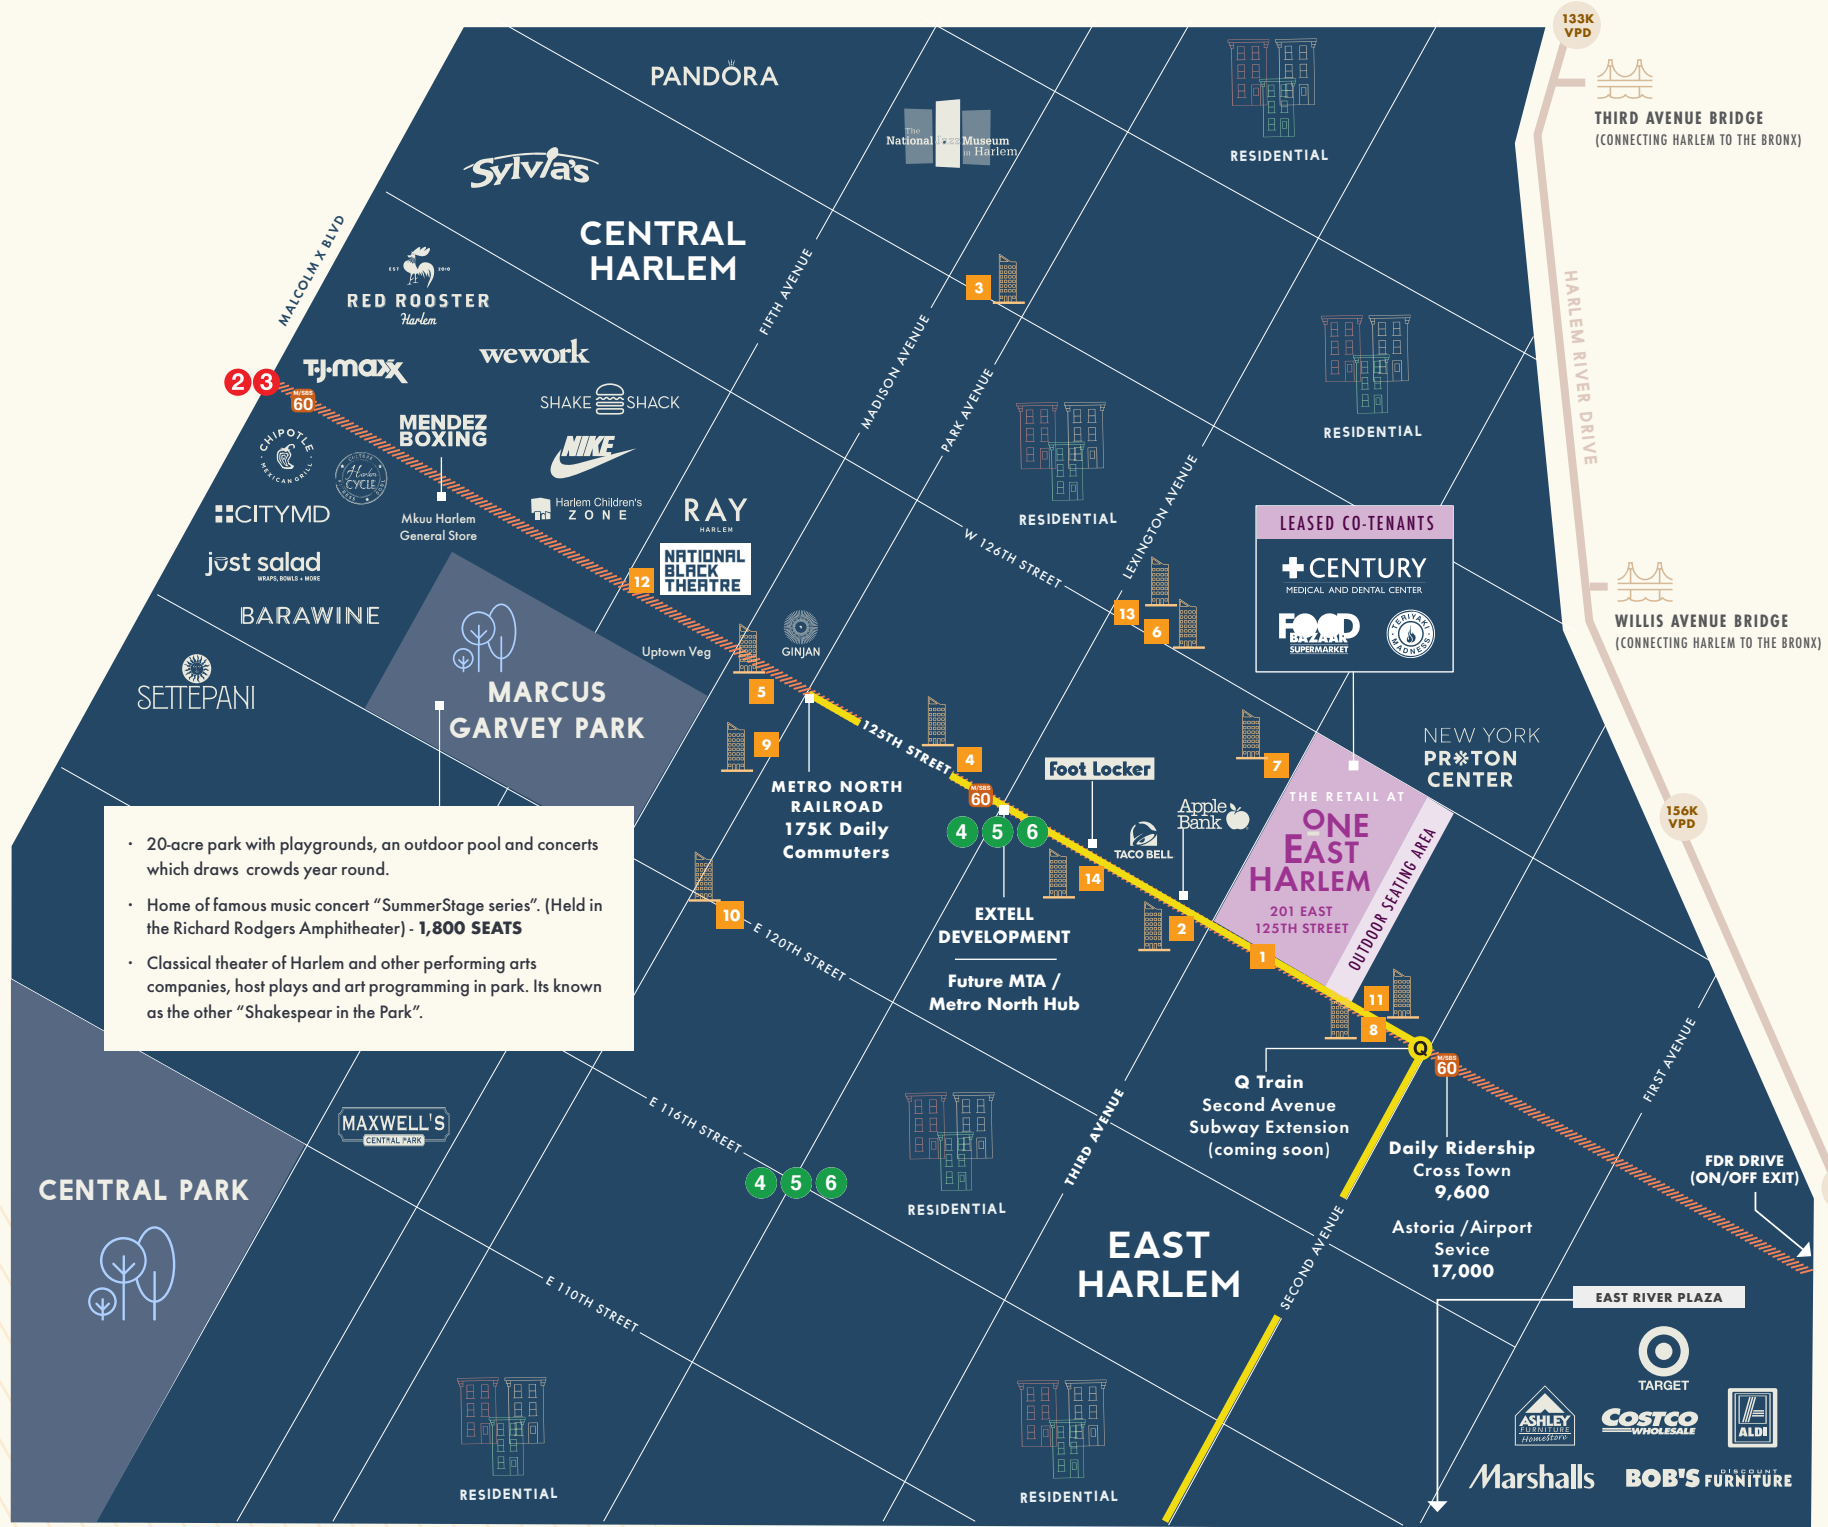 133K
VPD
THIRD AVENUE BRIDGE
(CONNECTING HARLEM TO THE BRONX)
PANDORA
The
National Jazz Museum
in Harlem
RESIDENTIAL
Sylvia's
CENTRAL
HARLEM
MALCOLM X BLVD
EST 2010
RED ROOSTER
Harlem
FIFTH AVENUE
3
HARLEM RIVER DRIVE
MADISON AVENUE
PARK AVENUE
RESIDENTIAL
wework
T·J·maxx
2 3
M/SBS
60
SHAKE SHACK
MENDEZ
BOXING
CHIPOTLE
MEXICAN GRILL
Harlem
CYCLE
NIKE
LEXINGTON AVENUE
RESIDENTIAL
CITYMD
Mkuu Harlem
General Store
Harlem Children's
ZONE
RAY
HARLEM
W 126TH STREET
LEASED CO-TENANTS
CENTURY
MEDICAL AND DENTAL CENTER
FOOD
BAZAAR
SUPERMARKET
TERIYAKI
MADNESS
just salad
WRAPS, BOWLS + MORE
NATIONAL
BLACK
THEATRE
12
13
6
WILLIS AVENUE BRIDGE
(CONNECTING HARLEM TO THE BRONX)
BARAWINE
Uptown Veg
GINJAN
SETTEPANI
MARCUS
GARVEY PARK
5
9
125TH STREET
4
7
NEW YORK
PROTON
CENTER
METRO NORTH
RAILROAD
175K Daily
Commuters
M/SBS
60
4 5 6
Foot Locker
TACO BELL
Apple
Bank
THE RETAIL AT
ONE
EAST
HARLEM
201 EAST
125TH STREET
OUTDOOR SEATING AREA
156K
VPD
· 20-acre park with playgrounds, an outdoor pool and concerts
which draws crowds year round.
· Home of famous music concert “SummerStage series”. (Held in
the Richard Rodgers Amphitheater) - 1,800 SEATS
· Classical theater of Harlem and other performing arts
companies, host plays and art programming in park. Its known
as the other “Shakespear in the Park”.
10
E 120TH STREET
14
2
1
EXTELL
DEVELOPMENT
Future MTA /
Metro North Hub
11
8
Q
M/SBS
60
Q Train
Second Avenue
Subway Extension
(coming soon)
FIRST AVENUE
Daily Ridership
Cross Town
9,600
Astoria /Airport
Sevice
17,000
FDR DRIVE
(ON/OFF EXIT)
MAXWELL'S
CENTRAL PARK
E 116TH STREET
4 5 6
THIRD AVENUE
RESIDENTIAL
CENTRAL PARK
EAST
HARLEM
SECOND AVENUE
E 110TH STREET
EAST RIVER PLAZA
TARGET
ASHLEY
FURNITURE
HomeStore
COSTCO
WHOLESALE
ALDI
Marshalls
BOB'S DISCOUNT
FURNITURE
RESIDENTIAL
RESIDENTIAL